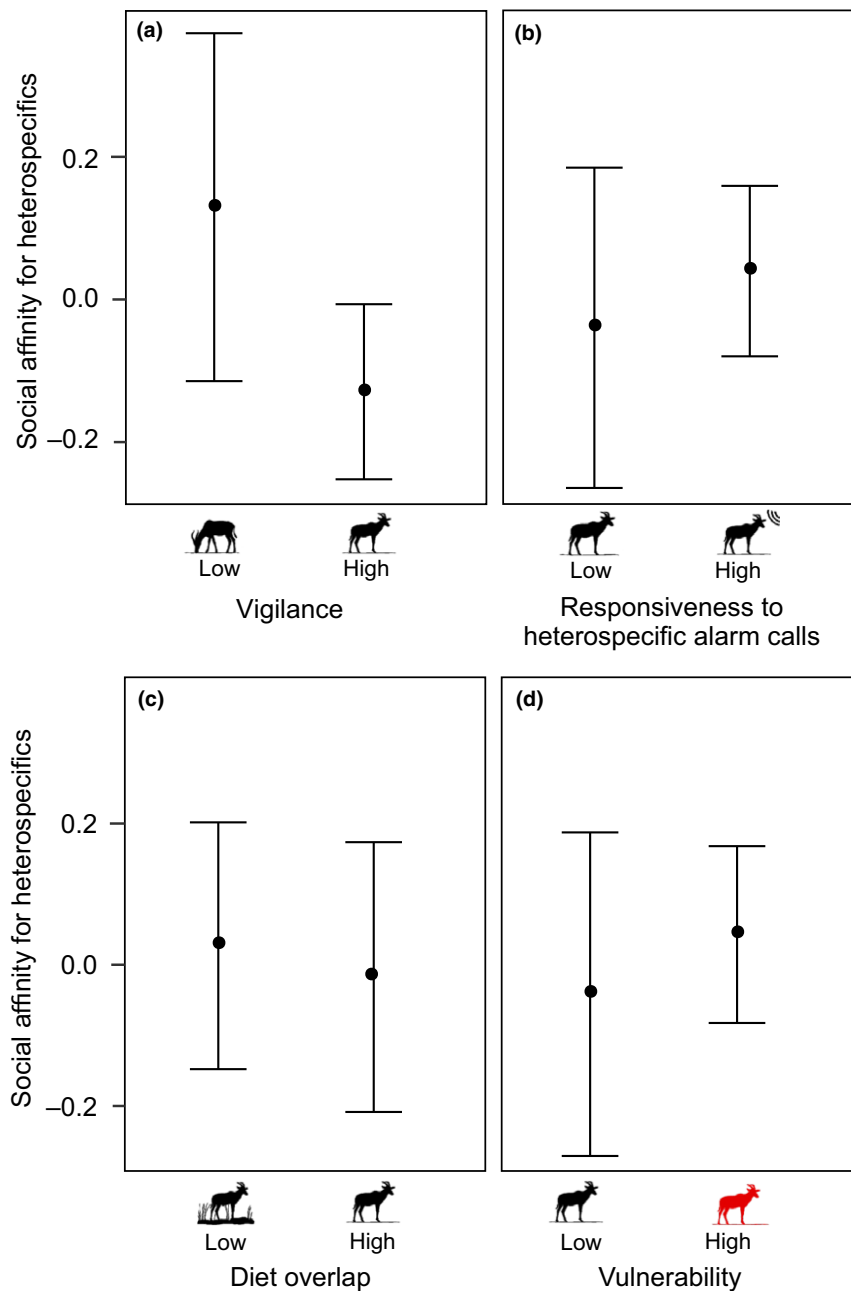 (a)
(b)
Social affinity for heterospecifics
0.2
0.0
–0.2
Low
High
Low
High
Vigilance
Responsiveness to
heterospecific alarm calls
(c)
(d)
Social affinity for heterospecifics
0.2
0.0
–0.2
Low
High
Low
High
Diet overlap
Vulnerability